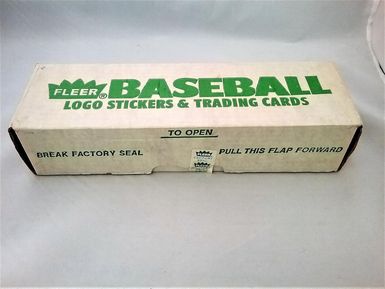 FLEER® BASEBALL
LOGO STICKERS & TRADING CARDS
TO OPEN
BREAK FACTORY SEAL
PULL THIS FLAP FORWARD